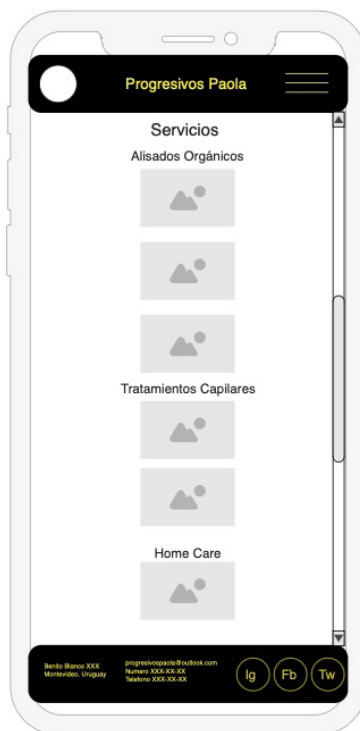 Progresivos Paola
Servicios
Alisados Orgánicos
Tratamientos Capilares
Home Care
Benito Blanco XXX
Montevideo, Uruguay
progresivospaola@outlook.com
Numero XXX-XX-XX
Telefono XXX-XX-XX
Ig
Fb
Tw